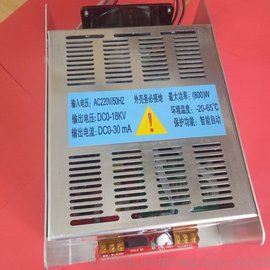 输入电压：AC220V/50HZ
输出电压：DC0-18KV
输出电流：DC0-30 mA
外壳务必接地
最大功率：(800)W
环境温度：-20-65℃
保护功能：智能自动